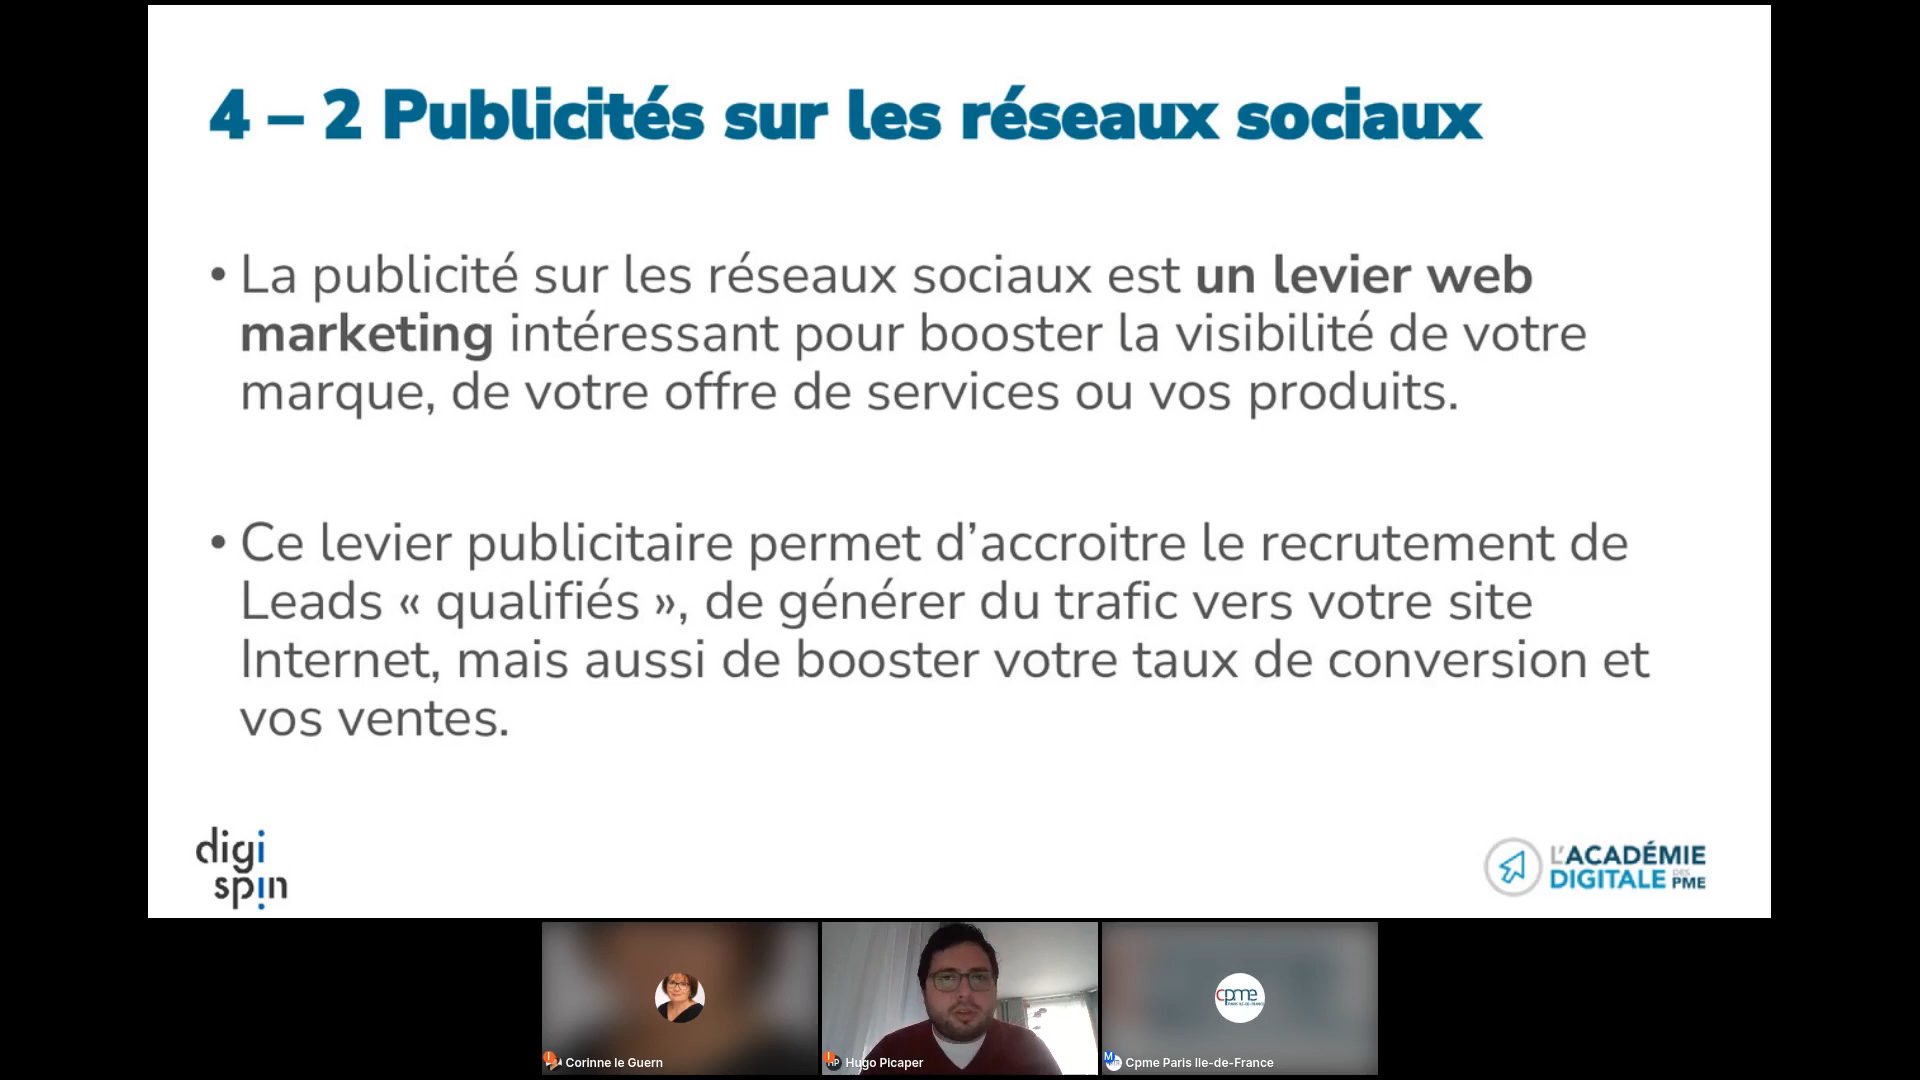 4 – 2 Publicités sur les réseaux sociaux
• La publicité sur les réseaux sociaux est un levier web
marketing intéressant pour booster la visibilité de votre
marque, de votre offre de services ou vos produits.
• Ce levier publicitaire permet d’accroitre le recrutement de
Leads « qualifiés », de générer du trafic vers votre site
Internet, mais aussi de booster votre taux de conversion et
vos ventes.
digi
spin
L'ACADÉMIE
DIGITALE DES PME
cpme
Corinne le Guern
HP Hugo Picaper
M Cpme Paris Ile-de-France